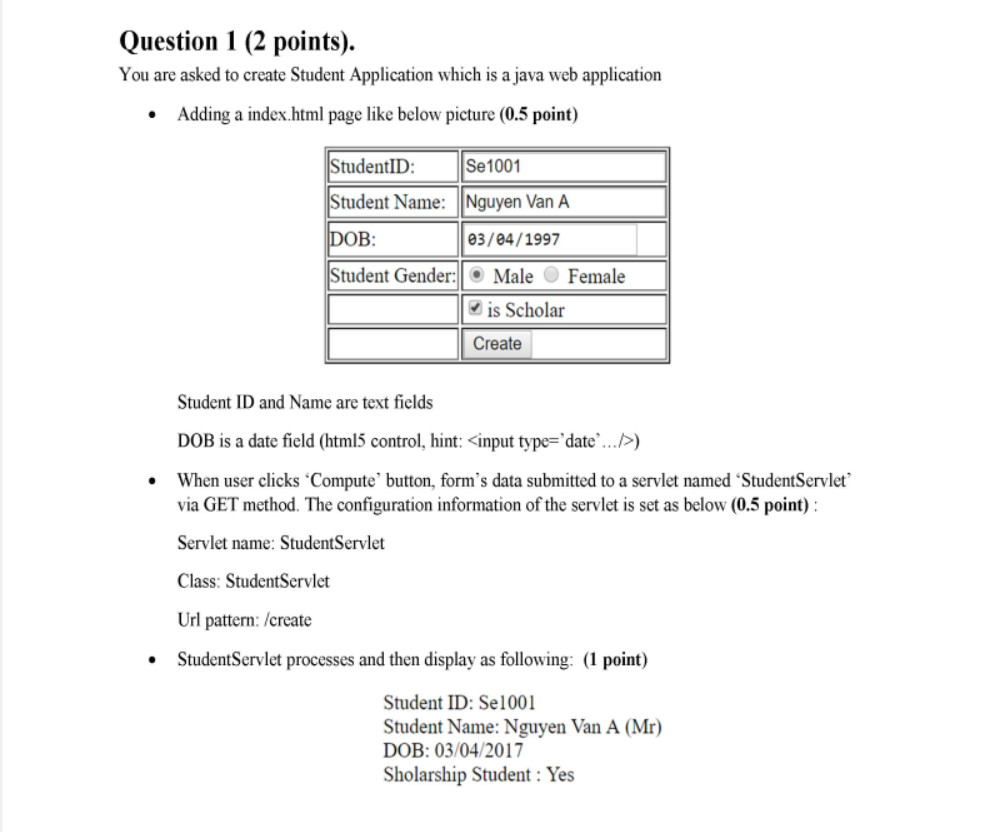 Question 1 (2 points).
You are asked to create Student Application which is a java web application
• Adding a index.html page like below picture (0.5 point)
StudentID: Se1001
Student Name: Nguyen Van A
DOB: 03/04/1997
Student Gender: Male Female
is Scholar
Create
Student ID and Name are text fields
DOB is a date field (html5 control, hint: <input type='date'.../>)
• When user clicks 'Compute' button, form's data submitted to a servlet named 'StudentServlet'
via GET method. The configuration information of the servlet is set as below (0.5 point) :
Servlet name: StudentServlet
Class: StudentServlet
Url pattern: /create
• StudentServlet processes and then display as following: (1 point)
Student ID: Se1001
Student Name: Nguyen Van A (Mr)
DOB: 03/04/2017
Sholarship Student : Yes